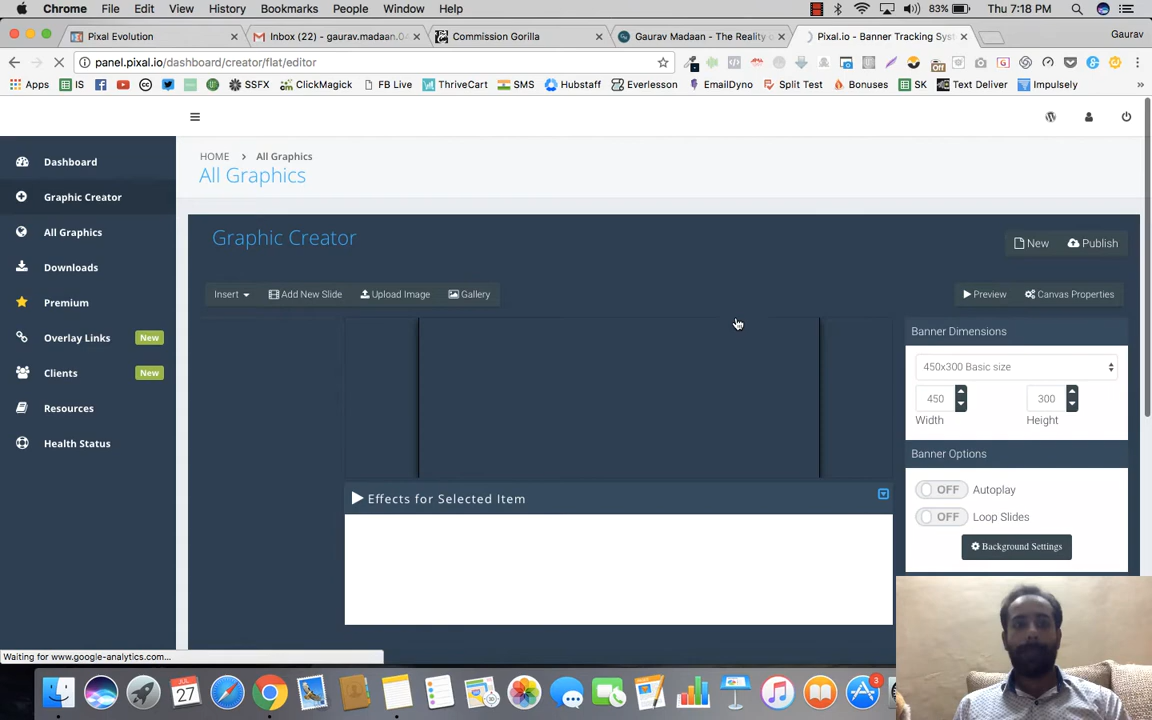 Chrome File Edit View History Bookmarks People Window Help 83% Thu 7:18 PM
Pixal Evolution Inbox (22) - gaurav.madaan.0 Commission Gorilla Gaurav Madaan - The Reality o Pixal.io - Banner Tracking Sys Gaurav
panel.pixal.io/dashboard/creator/flat/editor
Apps IS SSFX ClickMagick FB Live ThriveCart SMS Hubstaff Everlesson EmailDyno Split Test Bonuses SK Text Deliver Impulsely »
HOME > All Graphics
All Graphics
Dashboard
Graphic Creator
All Graphics
Downloads
Premium
Overlay Links New
Clients New
Resources
Health Status
Graphic Creator
New Publish
Insert Add New Slide Upload Image Gallery Preview Canvas Properties
Banner Dimensions
450x300 Basic size
450 300
Width Height
Banner Options
OFF Autoplay
OFF Loop Slides
Background Settings
Effects for Selected Item
Waiting for www.google-analytics.com...
JUL
27
3